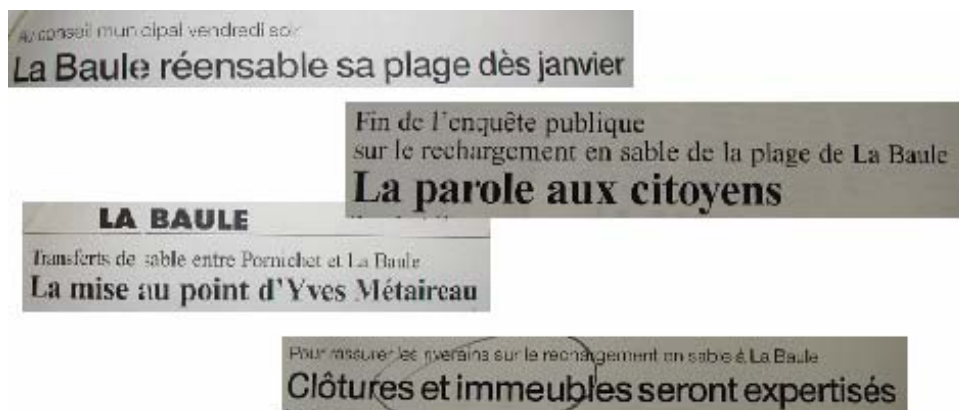 Au conseil municipal vendredi soir
La Baule réensable sa plage dès janvier
Fin de l'enquête publique
sur le rechargement en sable de la plage de La Baule
La parole aux citoyens
LA BAULE
Transferts de sable entre Pornichet et La Baule
La mise au point d'Yves Métaireau
Pour rassurer les riverains sur le rechargement en sable à La Baule
Clôtures et immeubles seront expertisés